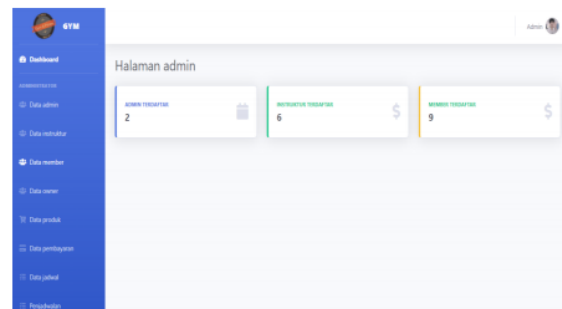 GYM
Admin
Dashboard
Halaman admin
ADMINISTRATOR
Data admin
ADMIN TERDAFTAR
2
INSTRUKTUR TERDAFTAR
6
MEMBER TERDAFTAR
9
Data instruktur
Data member
Data owner
Data produk
Data pembayaran
Data jadwal
Penjadwalan